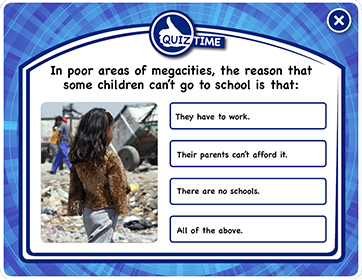 QUIZ TIME
In poor areas of megacities, the reason that
some children can't go to school is that:
They have to work.
Their parents can't afford it.
There are no schools.
All of the above.